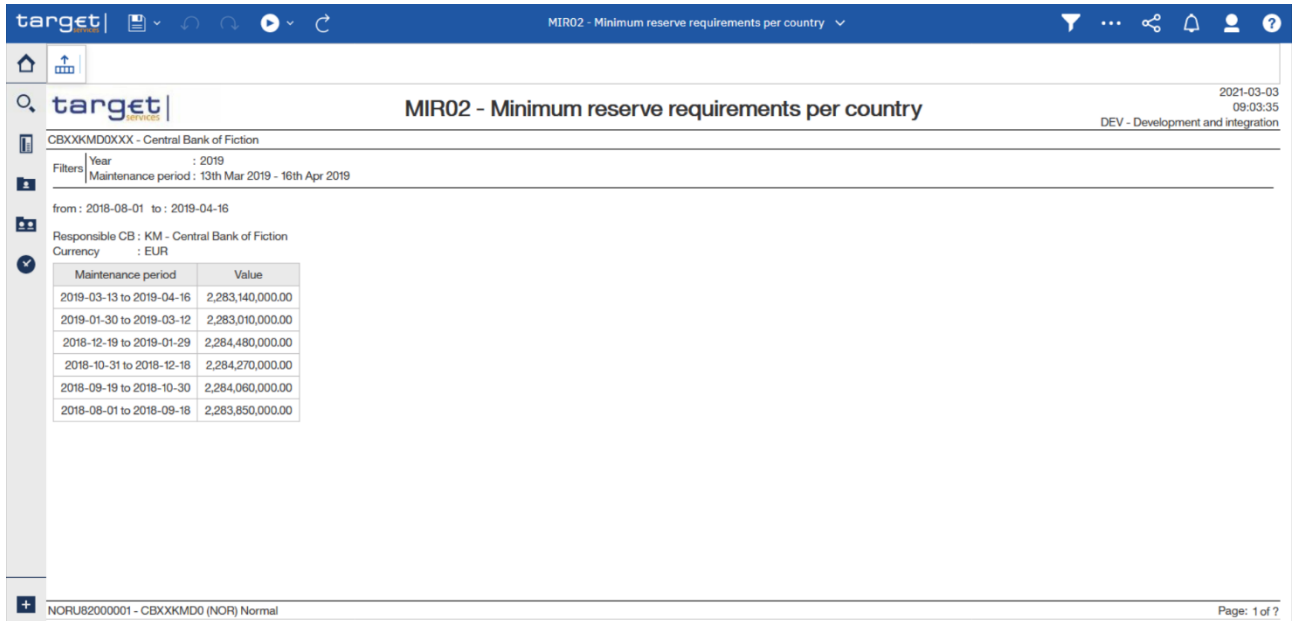 target|
services
MIR02 - Minimum reserve requirements per country
?
target|
services
MIR02 - Minimum reserve requirements per country
2021-03-03
09:03:35
DEV - Development and integration
CBXXKMD0XXX - Central Bank of Fiction
Filters
Year : 2019
Maintenance period : 13th Mar 2019 - 16th Apr 2019
from : 2018-08-01 to : 2019-04-16
Responsible CB : KM - Central Bank of Fiction
Currency : EUR
Maintenance period Value
2019-03-13 to 2019-04-16 2,283,140,000.00
2019-01-30 to 2019-03-12 2,283,010,000.00
2018-12-19 to 2019-01-29 2,284,480,000.00
2018-10-31 to 2018-12-18 2,284,270,000.00
2018-09-19 to 2018-10-30 2,284,060,000.00
2018-08-01 to 2018-09-18 2,283,850,000.00
NORU82000001 - CBXXKMD0 (NOR) Normal
Page: 1 of ?